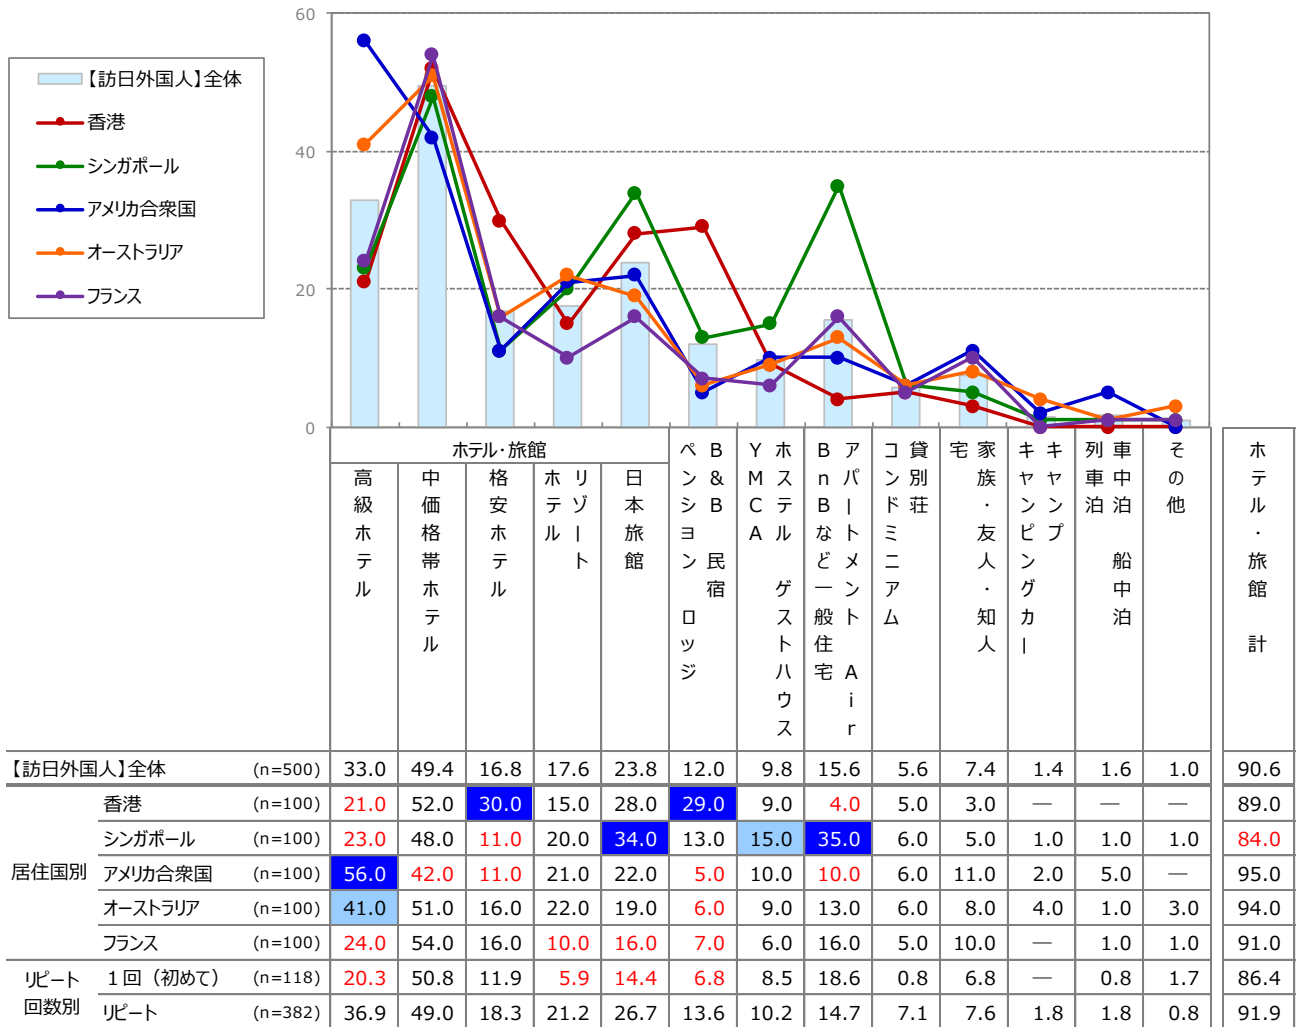 60
40
20
0
【訪日外国人】全体
香港
シンガポール
アメリカ合衆国
オーストラリア
フランス
ホテル・旅館
高級ホテル
中価格帯ホテル
格安ホテル
リゾート
ホテル
日本旅館
B&B 民宿
ペンション ロッジ
ホステル ゲストハウス
YMCA
アパートメント Air
BnBなど一般住宅
貸別荘
コンドミニアム
家族・友人・知人
宅
キャンプ
キャンピングカー
車中泊 船中泊
列車泊
その他
ホテル・旅館 計
【訪日外国人】全体 (n=500) 33.0 49.4 16.8 17.6 23.8 12.0 9.8 15.6 5.6 7.4 1.4 1.6 1.0 90.6
居住国別
香港 (n=100) 21.0 52.0 30.0 15.0 28.0 29.0 9.0 4.0 5.0 3.0 — — — 89.0
シンガポール (n=100) 23.0 48.0 11.0 20.0 34.0 13.0 15.0 35.0 6.0 5.0 1.0 1.0 1.0 84.0
アメリカ合衆国 (n=100) 56.0 42.0 11.0 21.0 22.0 5.0 10.0 10.0 6.0 11.0 2.0 5.0 — 95.0
オーストラリア (n=100) 41.0 51.0 16.0 22.0 19.0 6.0 9.0 13.0 6.0 8.0 4.0 1.0 3.0 94.0
フランス (n=100) 24.0 54.0 16.0 10.0 16.0 7.0 6.0 16.0 5.0 10.0 — 1.0 1.0 91.0
リピート
回数別
1回(初めて) (n=118) 20.3 50.8 11.9 5.9 14.4 6.8 8.5 18.6 0.8 6.8 — 0.8 1.7 86.4
リピート (n=382) 36.9 49.0 18.3 21.2 26.7 13.6 10.2 14.7 7.1 7.6 1.8 1.8 0.8 91.9